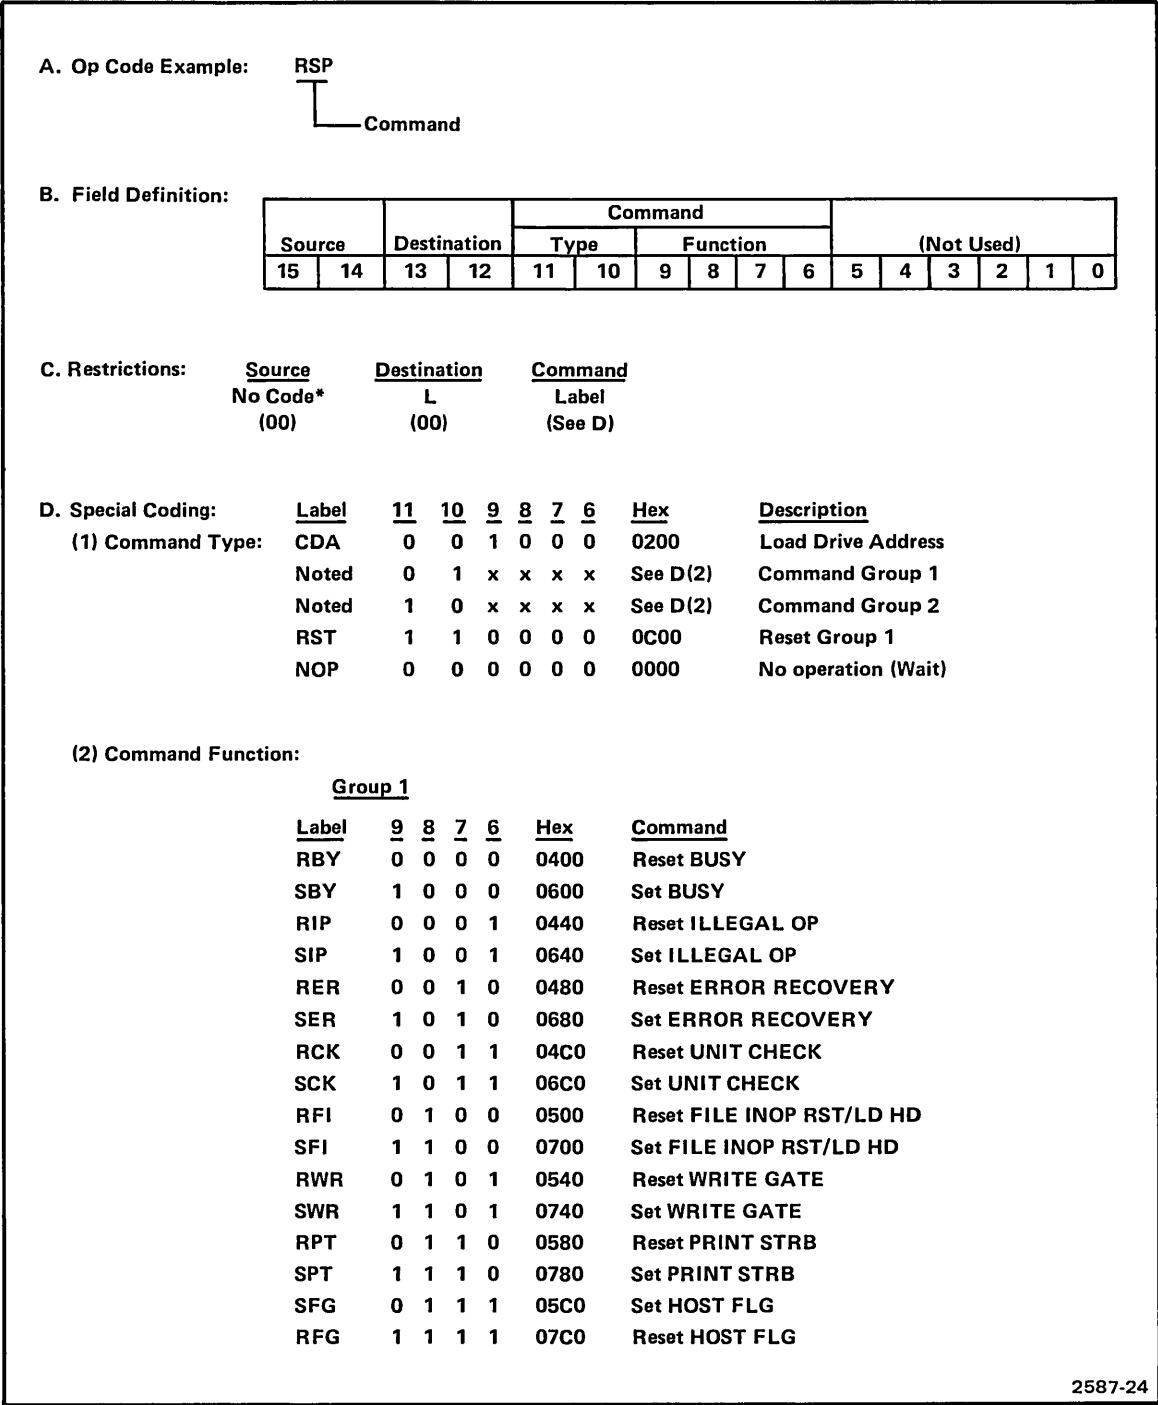 A. Op Code Example: RSP
Command
B. Field Definition:
Command
Source Destination Type Function (Not Used)
15 14 13 12 11 10 9 8 7 6 5 4 3 2 1 0
C. Restrictions: Source Destination Command
No Code* L Label
(00) (00) (See D)
D. Special Coding: Label 11 10 9 8 7 6 Hex Description
(1) Command Type: CDA 0 0 1 0 0 0 0200 Load Drive Address
Noted 0 1 x x x x See D(2) Command Group 1
Noted 1 0 x x x x See D(2) Command Group 2
RST 1 1 0 0 0 0 0C00 Reset Group 1
NOP 0 0 0 0 0 0 0000 No operation (Wait)
(2) Command Function:
Group 1
Label 9 8 7 6 Hex Command
RBY 0 0 0 0 0400 Reset BUSY
SBY 1 0 0 0 0600 Set BUSY
RIP 0 0 0 1 0440 Reset ILLEGAL OP
SIP 1 0 0 1 0640 Set ILLEGAL OP
RER 0 0 1 0 0480 Reset ERROR RECOVERY
SER 1 0 1 0 0680 Set ERROR RECOVERY
RCK 0 0 1 1 04C0 Reset UNIT CHECK
SCK 1 0 1 1 06C0 Set UNIT CHECK
RFI 0 1 0 0 0500 Reset FILE INOP RST/LD HD
SFI 1 1 0 0 0700 Set FILE INOP RST/LD HD
RWR 0 1 0 1 0540 Reset WRITE GATE
SWR 1 1 0 1 0740 Set WRITE GATE
RPT 0 1 1 0 0580 Reset PRINT STRB
SPT 1 1 1 0 0780 Set PRINT STRB
SFG 0 1 1 1 05C0 Set HOST FLG
RFG 1 1 1 1 07C0 Reset HOST FLG
2587-24